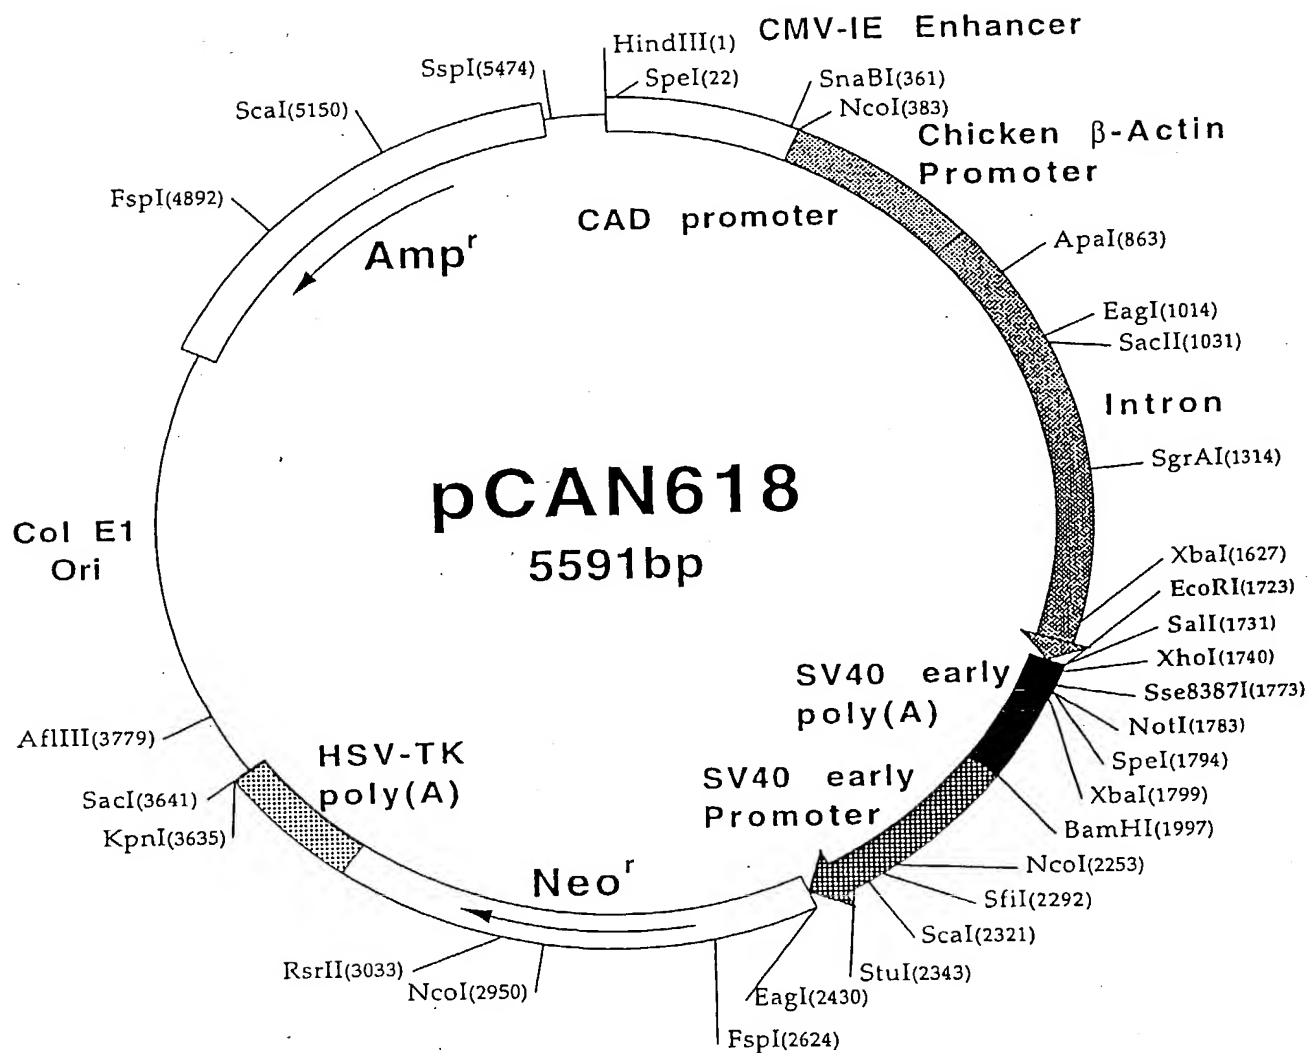 CMV-IE Enhancer
HindIII(1)
SspI(5474)
SpeI(22)
SnaBI(361)
ScaI(5150)
NcoI(383)
Chicken β-Actin
Promoter
FspI(4892)
CAD promoter
Ampʳ
ApaI(863)
EagI(1014)
SacII(1031)
Intron
SgrAI(1314)
pCAN618
5591bp
Col E1
Ori
XbaI(1627)
EcoRI(1723)
SalI(1731)
XhoI(1740)
SV40 early
poly(A)
Sse8387I(1773)
NotI(1783)
AflIII(3779)
HSV-TK
poly(A)
SpeI(1794)
SV40 early
Promoter
XbaI(1799)
SacI(3641)
KpnI(3635)
BamHI(1997)
NcoI(2253)
Neoʳ
SfiI(2292)
ScaI(2321)
RsrII(3033)
StuI(2343)
NcoI(2950)
EagI(2430)
FspI(2624)